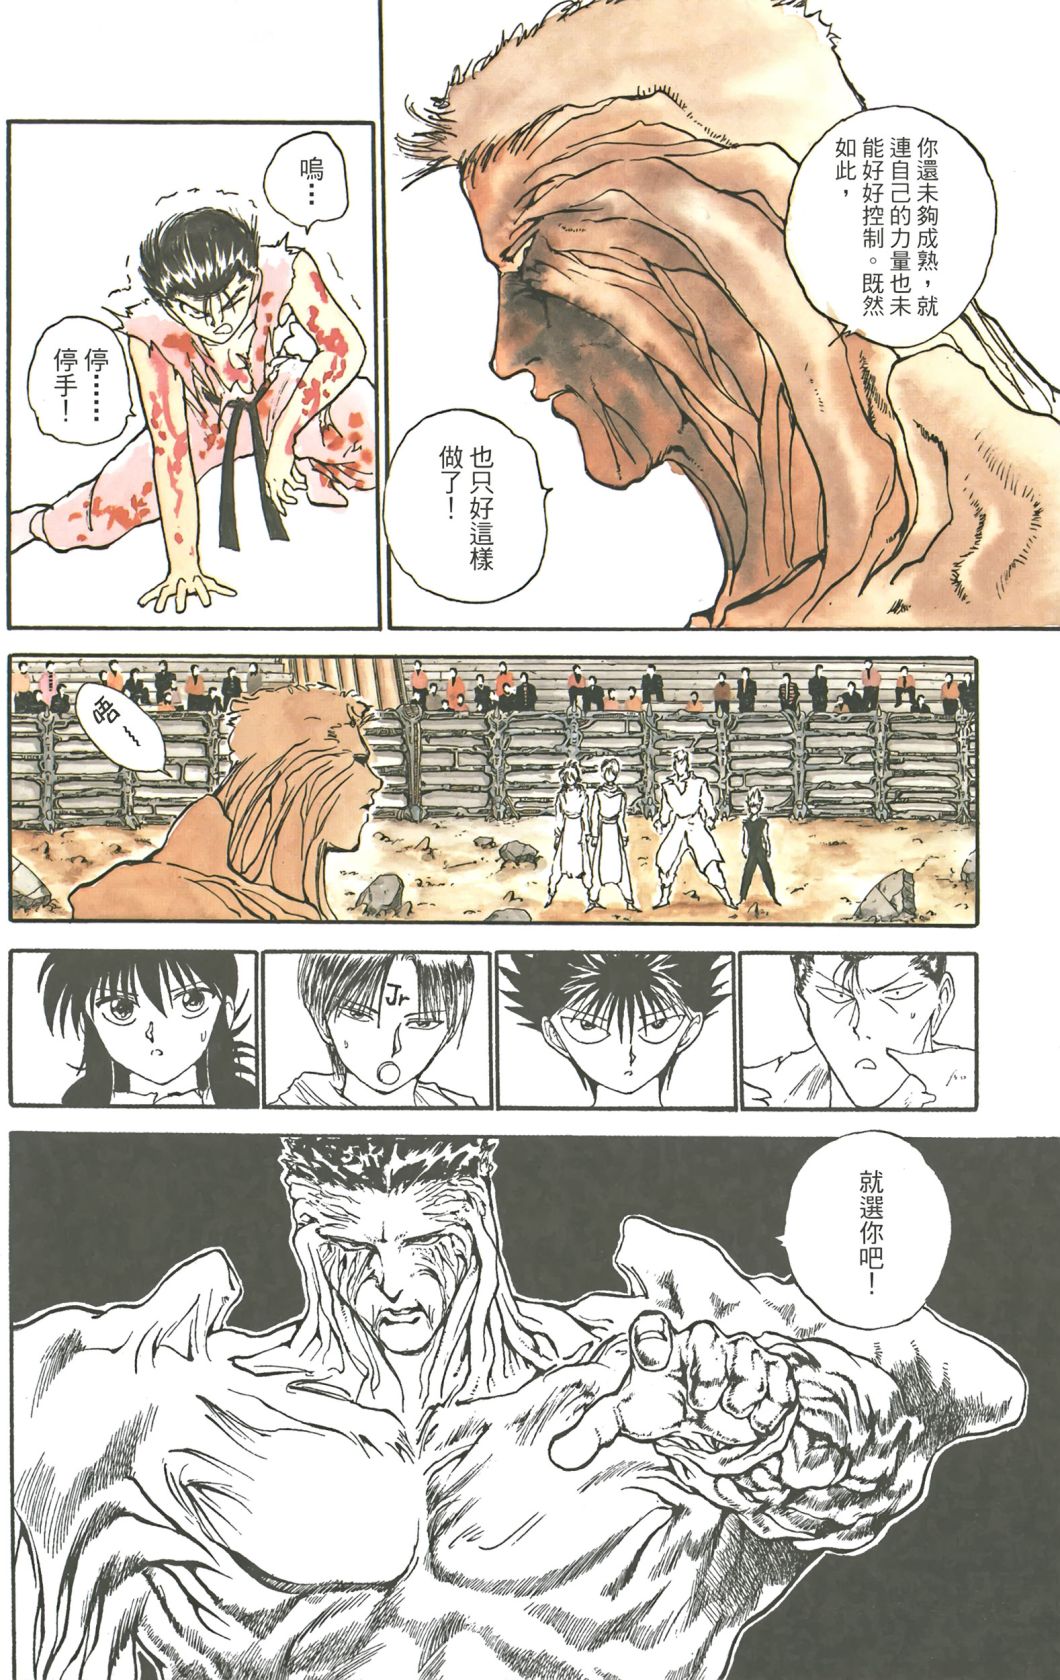 你還未夠成熟，就
連自己的力量也未
能好好控制。既然
如此，
也只好這樣
做了！
嗚…
停……
停手！
唔～
Jr
就選你吧！